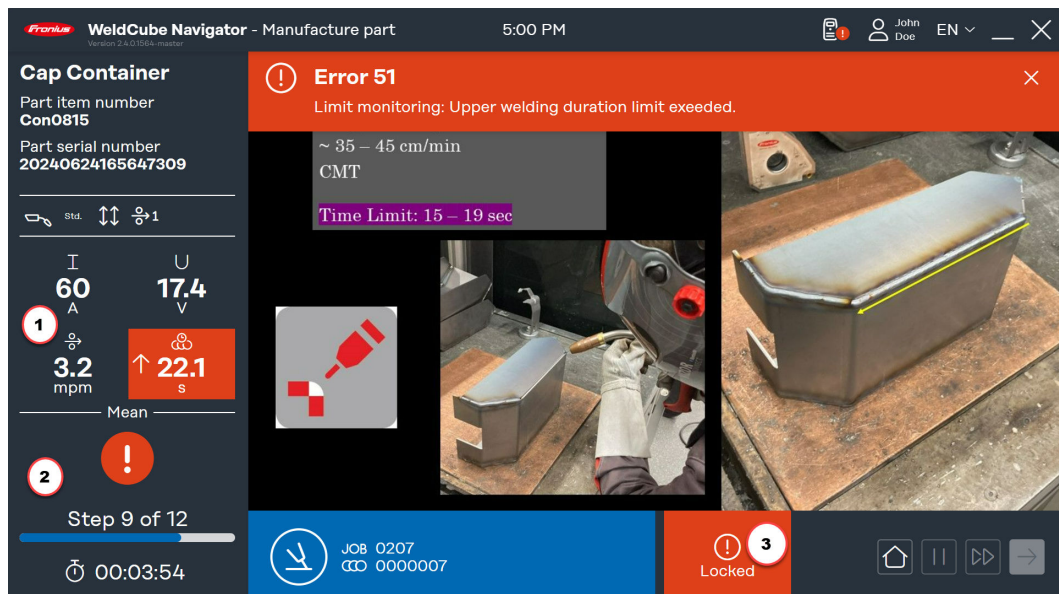 Fronius WeldCube Navigator - Manufacture part 5:00 PM John Doe EN
Version 2.4.0.1564-master
Cap Container
Part item number
Con0815
Part serial number
20240624165647309
Std. 1
I U
60 17.4
A V
1
3.2 22.1
mpm s
Mean
!
2
Step 9 of 12
00:03:54
! Error 51
Limit monitoring: Upper welding duration limit exeeded.
~ 35 – 45 cm/min
CMT
Time Limit: 15 – 19 sec
JOB 0207
0000007
! 3
Locked